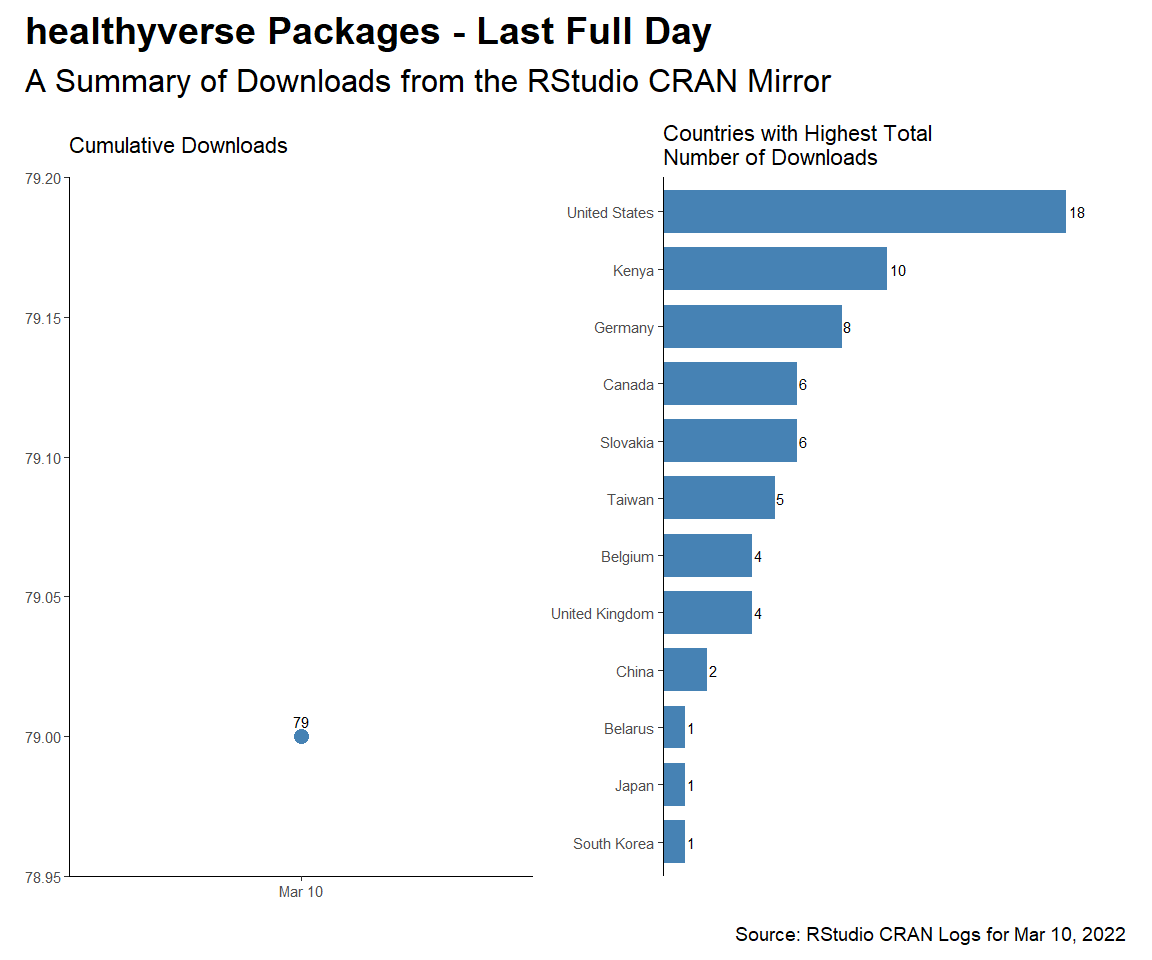 healthyverse Packages - Last Full Day
A Summary of Downloads from the RStudio CRAN Mirror
Cumulative Downloads
79.20
79.15
79.10
79.05
79.00
78.95
79
Mar 10
Countries with Highest Total
Number of Downloads
United States 18
Kenya 10
Germany 8
Canada 6
Slovakia 6
Taiwan 5
Belgium 4
United Kingdom 4
China 2
Belarus 1
Japan 1
South Korea 1
Source: RStudio CRAN Logs for Mar 10, 2022